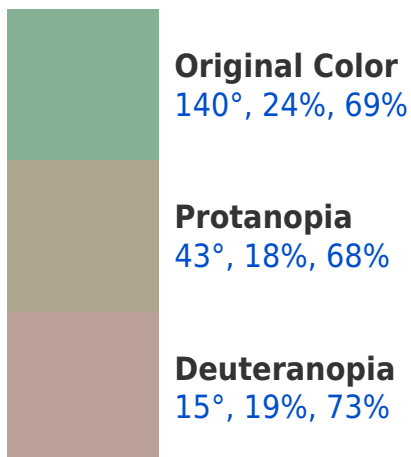 Original Color
140°, 24%, 69%
Protanopia
43°, 18%, 68%
Deuteranopia
15°, 19%, 73%